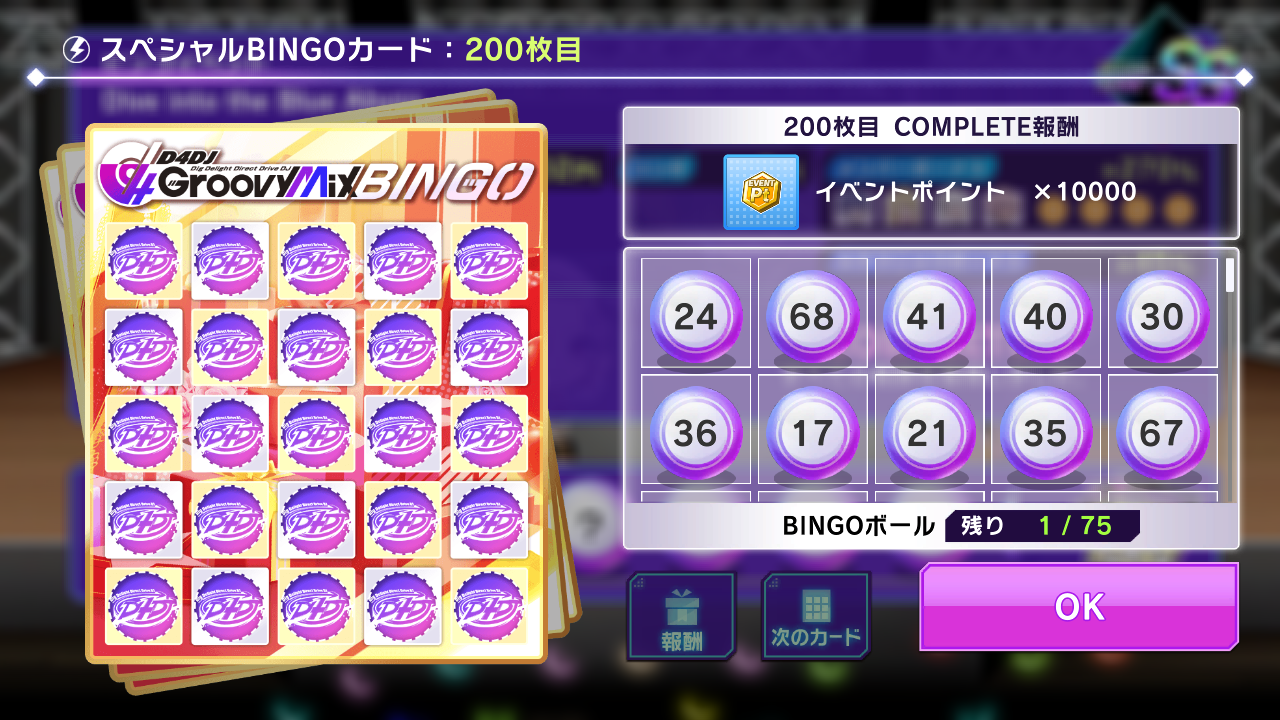 スペシャルBINGOカード：200枚目
D4DJ
Dig Delight Direct Drive DJ
GROOVYMIX BINGO
200枚目 COMPLETE報酬
EVENT
P
イベントポイント ×10000
24 68 41 40 30
36 17 21 35 67
BINGOボール 残り 1 / 75
報酬
次のカード
OK